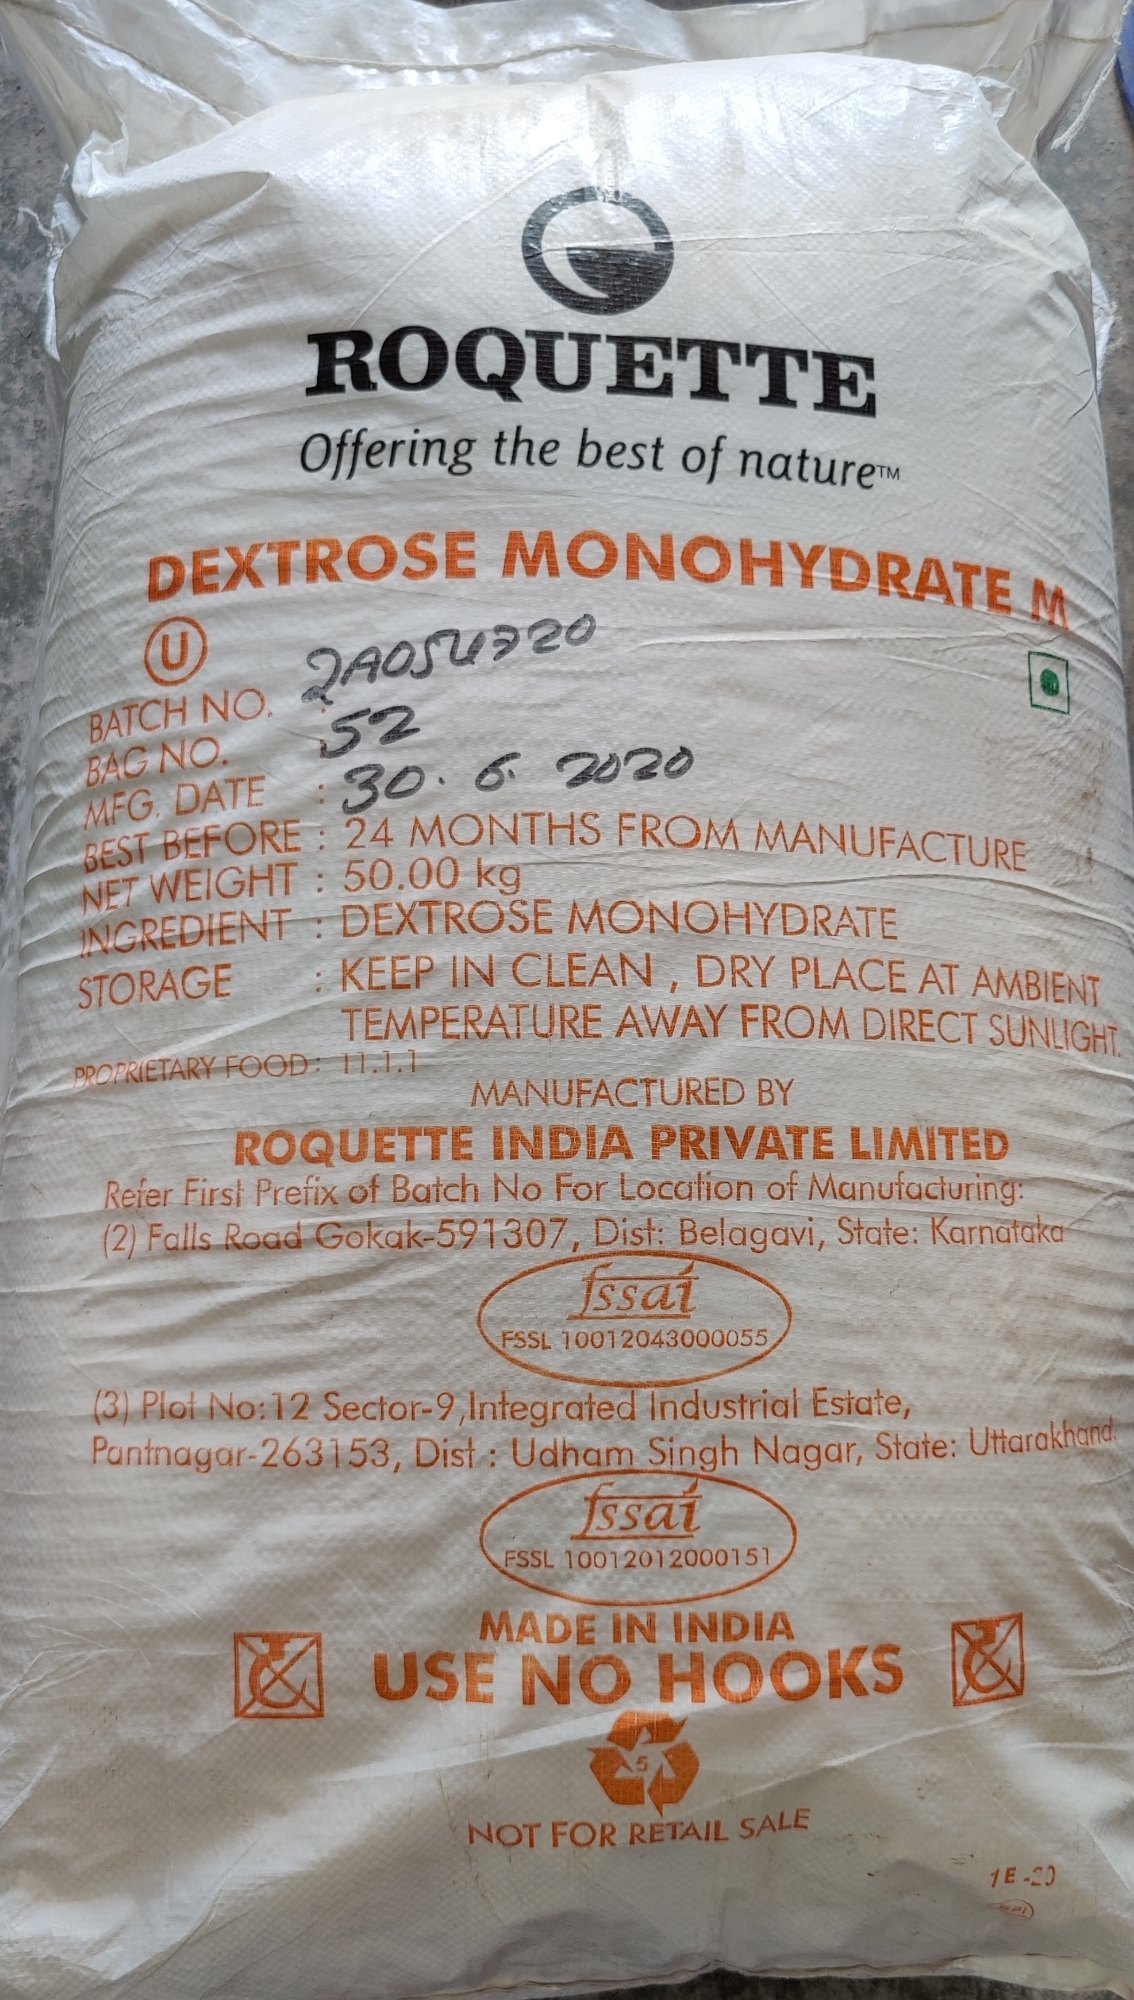 ROQUETTE
Offering the best of nature™
DEXTROSE MONOHYDRATE M
U
BATCH NO. : 2A054720
BAG NO. : 52
MFG. DATE : 30.6.2020
BEST BEFORE : 24 MONTHS FROM MANUFACTURE
NET WEIGHT : 50.00 kg
INGREDIENT : DEXTROSE MONOHYDRATE
STORAGE : KEEP IN CLEAN , DRY PLACE AT AMBIENT
TEMPERATURE AWAY FROM DIRECT SUNLIGHT.
PROPRIETARY FOOD: 11.1.1
MANUFACTURED BY
ROQUETTE INDIA PRIVATE LIMITED
Refer First Prefix of Batch No For Location of Manufacturing:
(2) Falls Road Gokak-591307, Dist: Belagavi, State: Karnataka
fssai
FSSL 10012043000055
(3) Plot No:12 Sector-9,Integrated Industrial Estate,
Pantnagar-263153, Dist : Udham Singh Nagar, State: Uttarakhand.
fssai
FSSL 10012012000151
MADE IN INDIA
USE NO HOOKS
5
NOT FOR RETAIL SALE
1E-20